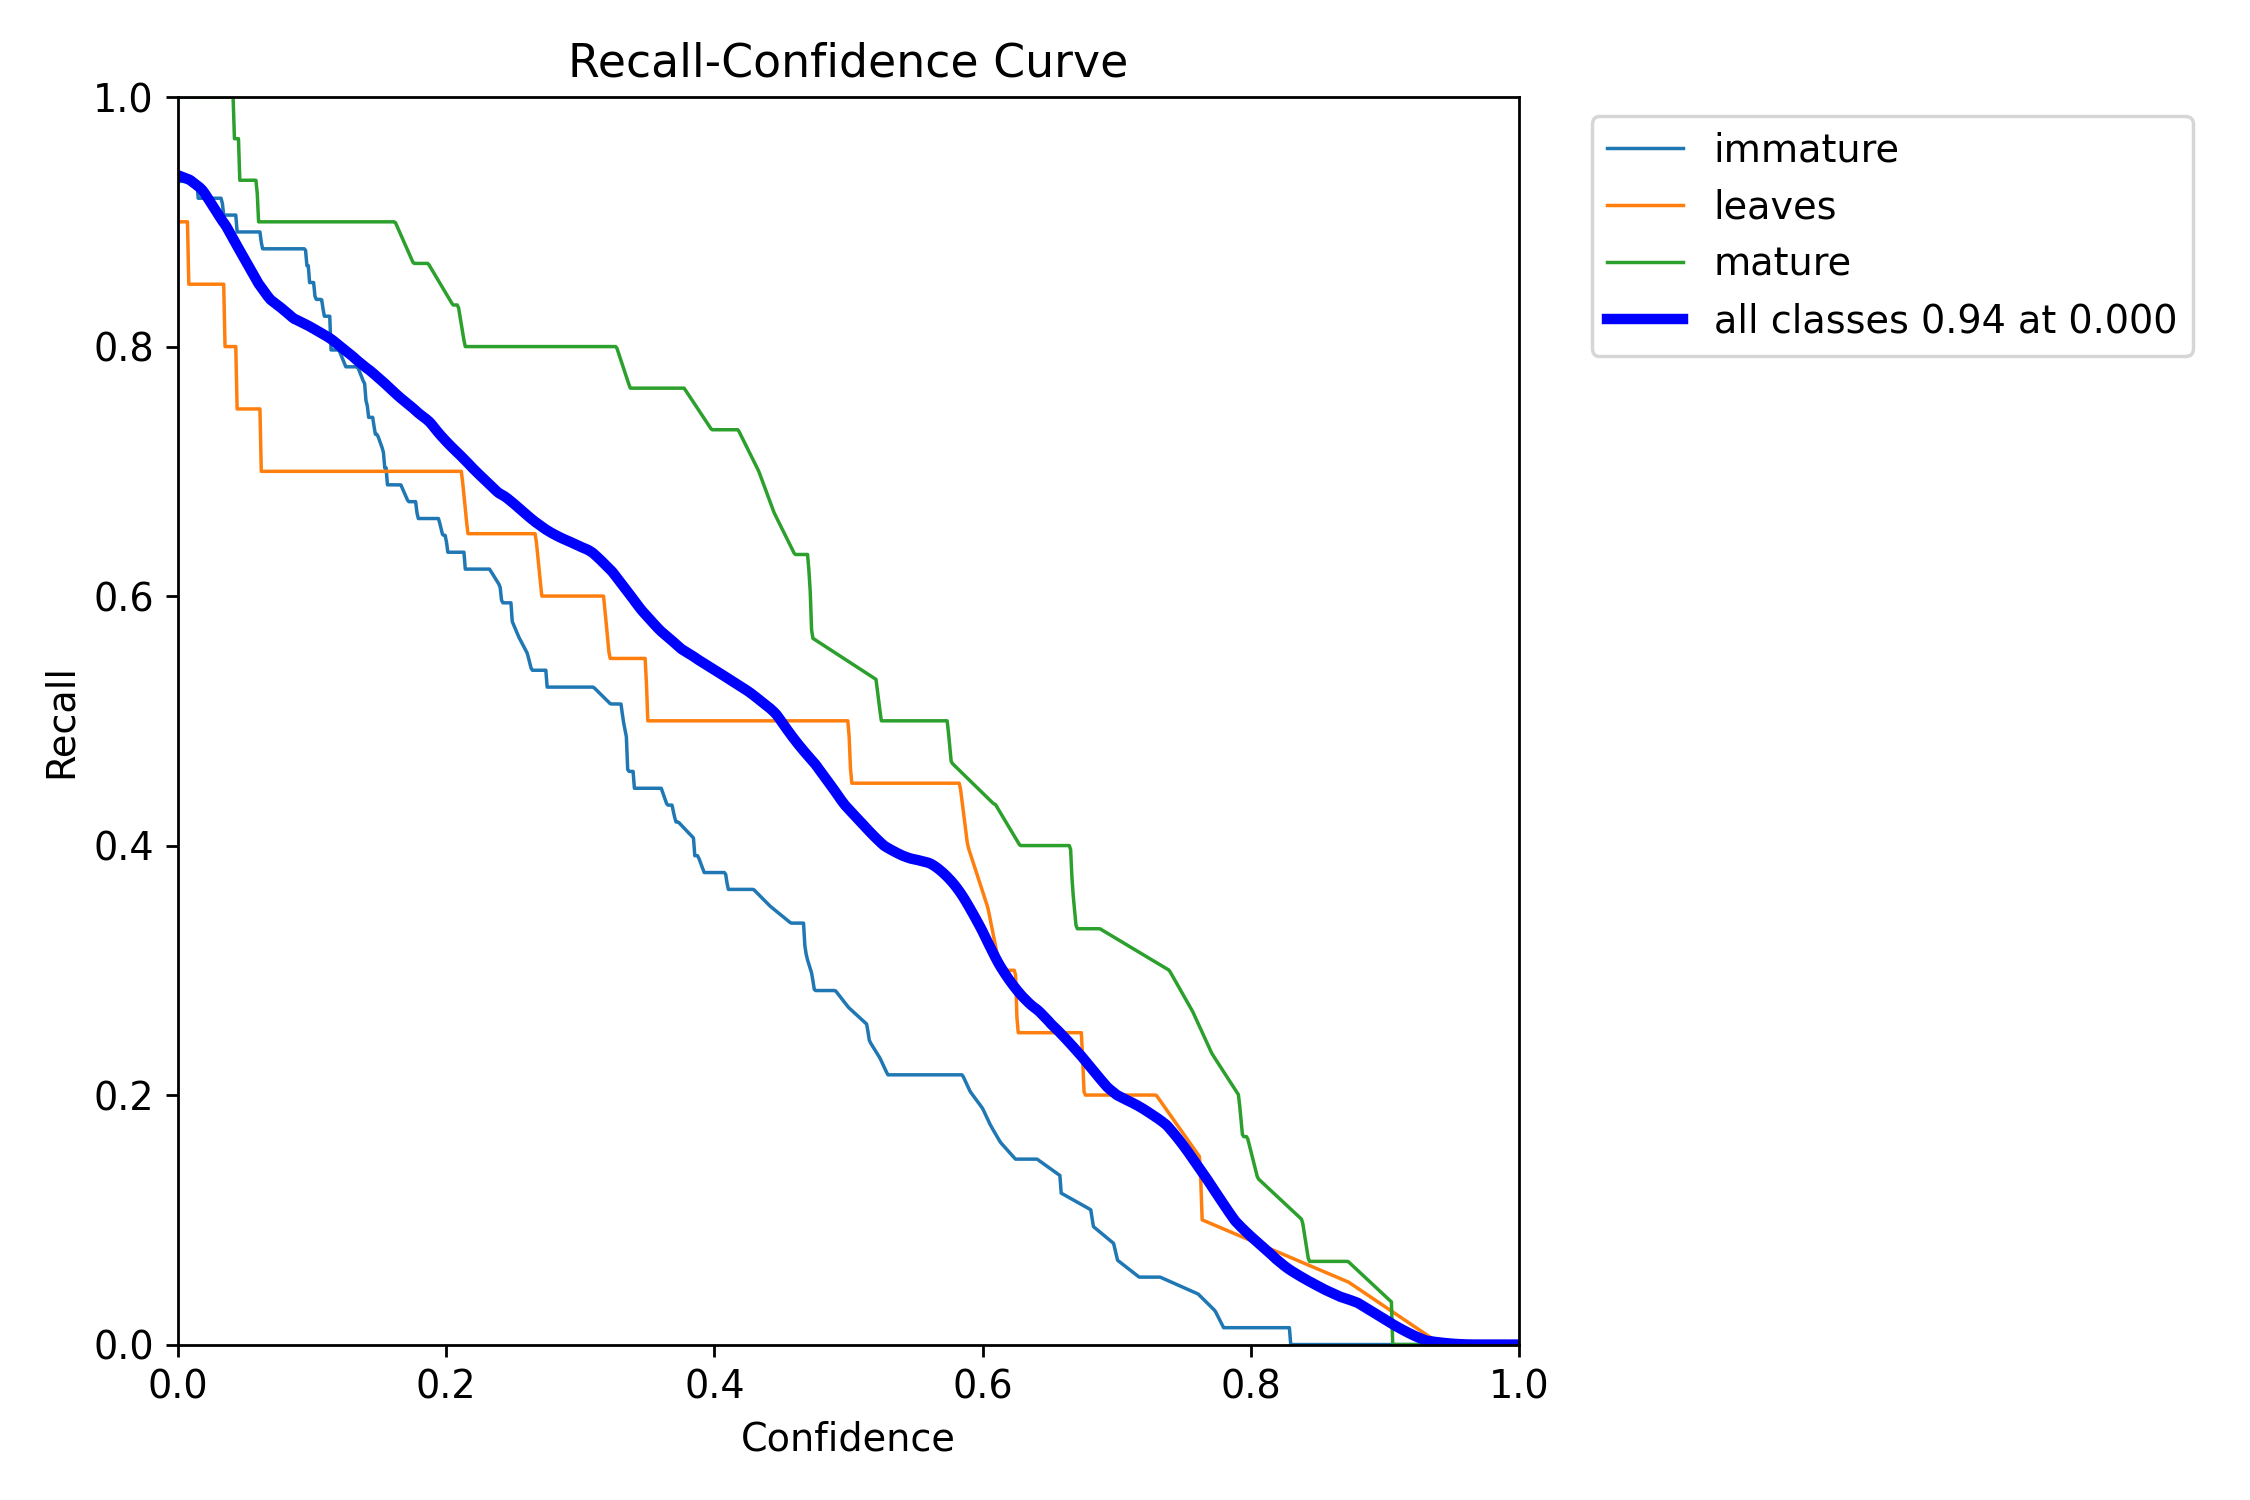 Recall-Confidence Curve
1.0
0.8
0.6
0.4
0.2
0.0
Recall
0.0 0.2 0.4 0.6 0.8 1.0
Confidence
immature
leaves
mature
all classes 0.94 at 0.000